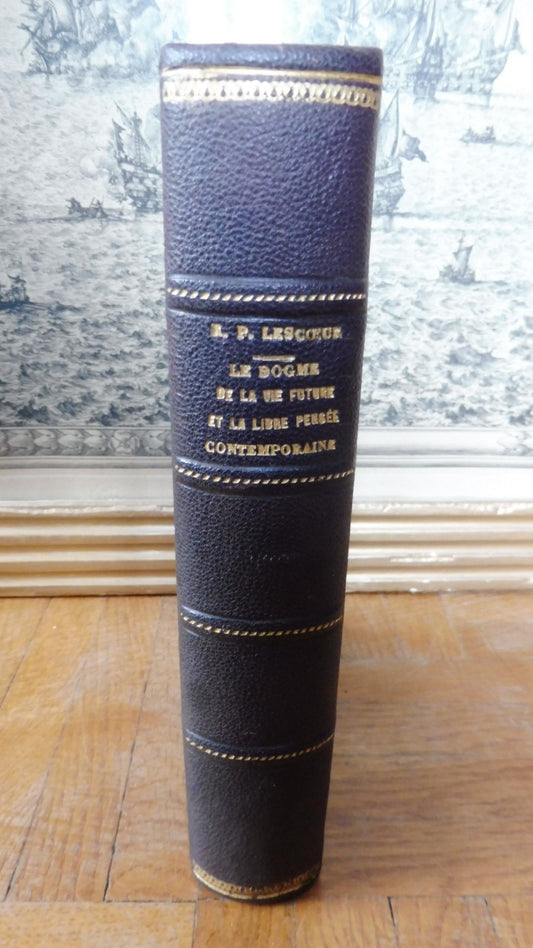 R. P. LESCŒUR
LE DOGME
DE LA VIE FUTURE
ET LA LIBRE PENSÉE
CONTEMPORAINE